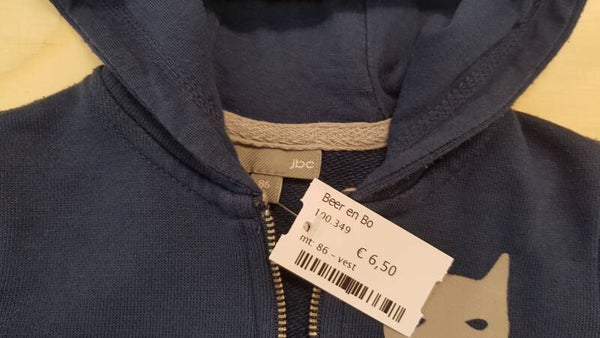 jbc
86
Beer en Bo
100.349
€ 6,50
mt: 86 - vest